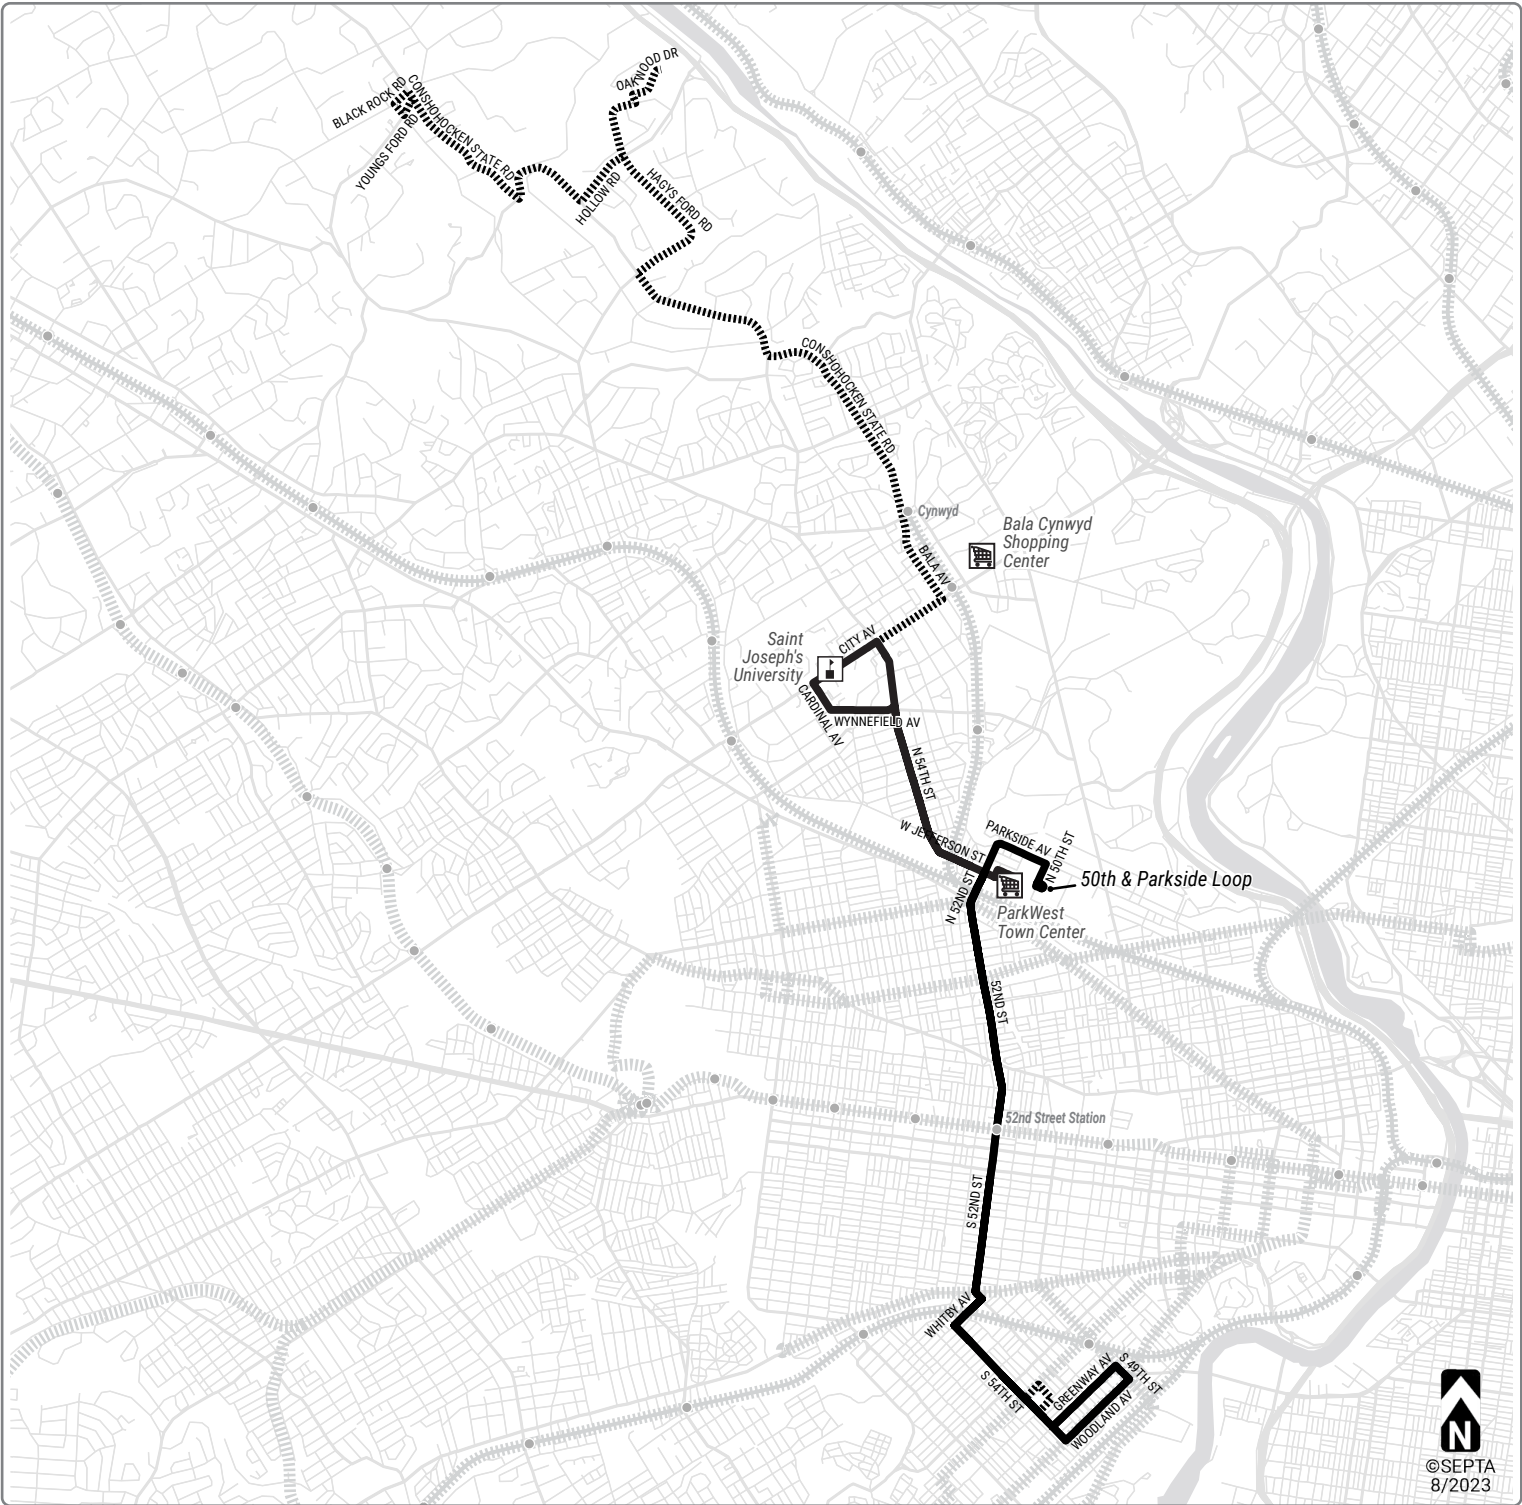 OAKWOOD DR
BLACK ROCK RD
CONSHOHOCKEN STATE RD
YOUNGS FORD RD
HOLLOW RD
HAGYS FORD RD
CONSHOHOCKEN STATE RD
Cynwyd
Bala Cynwyd
Shopping
Center
BALA AV
CITY AV
Saint
Joseph's
University
CARDINAL AV
WYNNEFIELD AV
N 54TH ST
W JEFFERSON ST
PARKSIDE AV
N 50TH ST
50th & Parkside Loop
N 52ND ST
ParkWest
Town Center
52ND ST
52nd Street Station
S 52ND ST
WHITBY AV
S 54TH ST
GREENWAY AV
S 49TH ST
WOODLAND AV
N
©SEPTA
8/2023